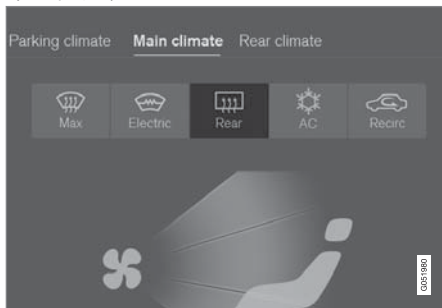 Parking climate Main climate Rear climate
Max Electric Rear AC Recirc
G051980